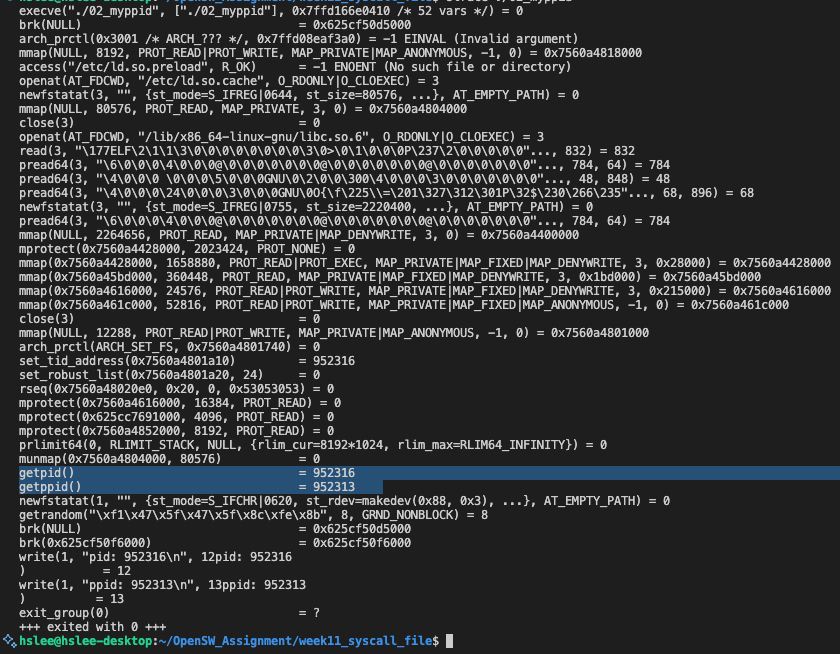 execve("./02_myppid", ["./02_myppid"], 0x7ffd16e6e0410 /* 52 vars */) = 0
brk(NULL)                               = 0x625cf50d5000
arch_prctl(0x3001 /* ARCH_??? */, 0x7ffd08eaf3a0) = -1 EINVAL (Invalid argument)
mmap(NULL, 8192, PROT_READ|PROT_WRITE, MAP_PRIVATE|MAP_ANONYMOUS, -1, 0) = 0x7560a4818000
access("/etc/ld.so.preload", R_OK)      = -1 ENOENT (No such file or directory)
openat(AT_FDCWD, "/etc/ld.so.cache", O_RDONLY|O_CLOEXEC) = 3
newfstatat(3, "", {st_mode=S_IFREG|0644, st_size=80576, ...}, AT_EMPTY_PATH) = 0
mmap(NULL, 80576, PROT_READ, MAP_PRIVATE, 3, 0) = 0x7560a4804000
close(3)                                = 0
openat(AT_FDCWD, "/lib/x86_64-linux-gnu/libc.so.6", O_RDONLY|O_CLOEXEC) = 3
read(3, "\177ELF\2\1\1\3\0\0\0\0\0\0\0\0\3\0>\0\1\0\0\0P\237\2\0\0\0\0\0"..., 832) = 832
pread64(3, "\6\0\0\0\4\0\0\0@\0\0\0\0\0\0\0@\0\0\0\0\0\0\0@\0\0\0\0\0\0\0"..., 784, 64) = 784
pread64(3, "\4\0\0\0 \0\0\0\5\0\0\0GNU\0\2\0\0\300\4\0\0\0\3\0\0\0\0\0\0\0"..., 48, 848) = 48
pread64(3, "\4\0\0\0\24\0\0\0\3\0\0\0GNU\0O{\f\225\\=\201\327\312\301P\32$\230\266\235"..., 68, 896) = 68
newfstatat(3, "", {st_mode=S_IFREG|0755, st_size=2220400, ...}, AT_EMPTY_PATH) = 0
pread64(3, "\6\0\0\0\4\0\0\0@\0\0\0\0\0\0\0@\0\0\0\0\0\0\0@\0\0\0\0\0\0\0"..., 784, 64) = 784
mmap(NULL, 2264656, PROT_READ, MAP_PRIVATE|MAP_DENYWRITE, 3, 0) = 0x7560a4400000
mprotect(0x7560a4428000, 2023424, PROT_NONE) = 0
mmap(0x7560a4428000, 1658880, PROT_READ|PROT_EXEC, MAP_PRIVATE|MAP_FIXED|MAP_DENYWRITE, 3, 0x28000) = 0x7560a4428000
mmap(0x7560a45bd000, 360448, PROT_READ, MAP_PRIVATE|MAP_FIXED|MAP_DENYWRITE, 3, 0x1bd000) = 0x7560a45bd000
mmap(0x7560a4616000, 24576, PROT_READ|PROT_WRITE, MAP_PRIVATE|MAP_FIXED|MAP_DENYWRITE, 3, 0x215000) = 0x7560a4616000
mmap(0x7560a461c000, 52816, PROT_READ|PROT_WRITE, MAP_PRIVATE|MAP_FIXED|MAP_ANONYMOUS, -1, 0) = 0x7560a461c000
close(3)                                = 0
mmap(NULL, 12288, PROT_READ|PROT_WRITE, MAP_PRIVATE|MAP_ANONYMOUS, -1, 0) = 0x7560a4801000
arch_prctl(ARCH_SET_FS, 0x7560a4801740) = 0
set_tid_address(0x7560a4801a10)         = 952316
set_robust_list(0x7560a4801a20, 24)     = 0
rseq(0x7560a48020e0, 0x20, 0, 0x53053053) = 0
mprotect(0x7560a4616000, 16384, PROT_READ) = 0
mprotect(0x625cc7691000, 4096, PROT_READ) = 0
mprotect(0x7560a4852000, 8192, PROT_READ) = 0
prlimit64(0, RLIMIT_STACK, NULL, {rlim_cur=8192*1024, rlim_max=RLIM64_INFINITY}) = 0
munmap(0x7560a4804000, 80576)           = 0
getpid()                                = 952316
getppid()                               = 952313
newfstatat(1, "", {st_mode=S_IFCHR|0620, st_rdev=makedev(0x88, 0x3), ...}, AT_EMPTY_PATH) = 0
getrandom("\xf1\x47\x5f\x47\x5f\x8c\xfe\x8b", 8, GRND_NONBLOCK) = 8
brk(NULL)                               = 0x625cf50d5000
brk(0x625cf50f6000)                     = 0x625cf50f6000
write(1, "pid: 952316\n", 12pid: 952316
)           = 12
write(1, "ppid: 952313\n", 13ppid: 952313
)          = 13
exit_group(0)                           = ?
+++ exited with 0 +++
hslee@hslee-desktop:~/OpenSW_Assignment/week11_syscall_file$